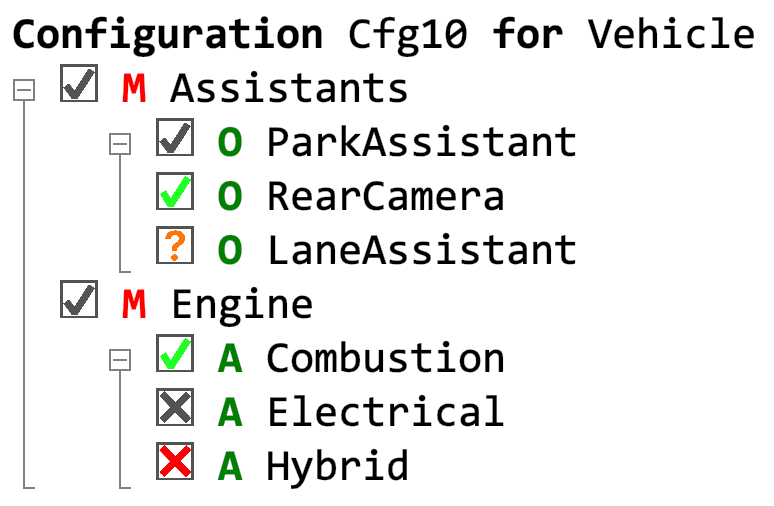 Configuration Cfg10 for Vehicle
M Assistants
O ParkAssistant
O RearCamera
? O LaneAssistant
M Engine
A Combustion
A Electrical
A Hybrid